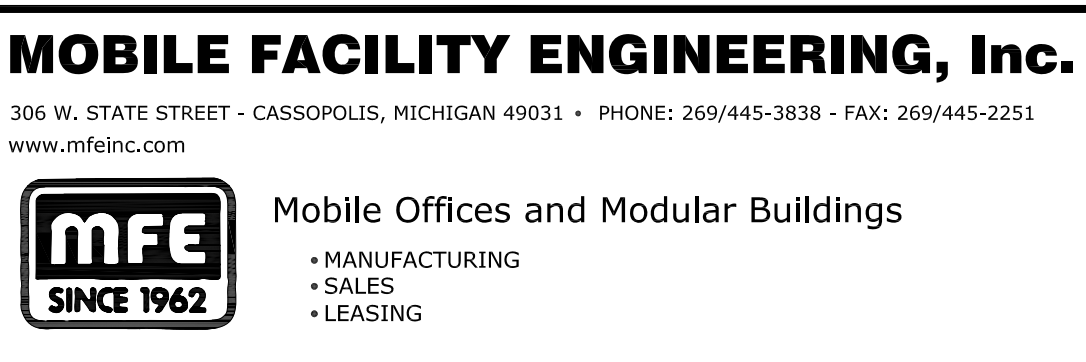 MOBILE FACILITY ENGINEERING, Inc.
306 W. STATE STREET - CASSOPOLIS, MICHIGAN 49031 • PHONE: 269/445-3838 - FAX: 269/445-2251
www.mfeinc.com
MFE
SINCE 1962
Mobile Offices and Modular Buildings
• MANUFACTURING
• SALES
• LEASING